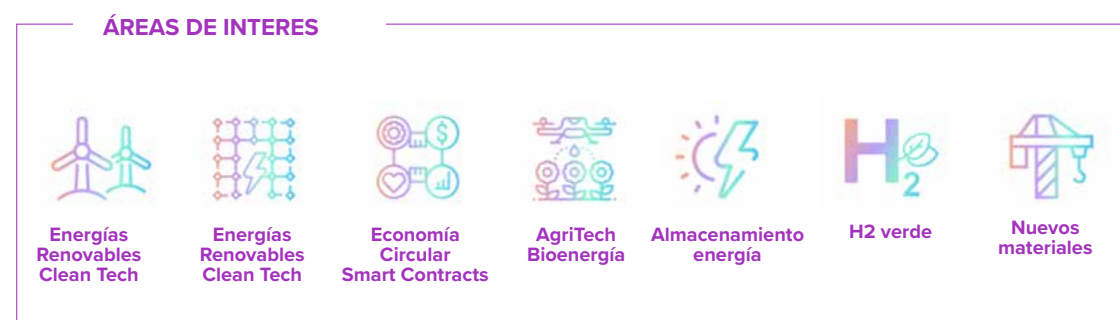 ÁREAS DE INTERES
$
H
2
Energías
Renovables
Clean Tech
Energías
Renovables
Clean Tech
Economía
Circular
Smart Contracts
AgriTech
Bioenergía
Almacenamiento
energía
H2 verde
Nuevos
materiales